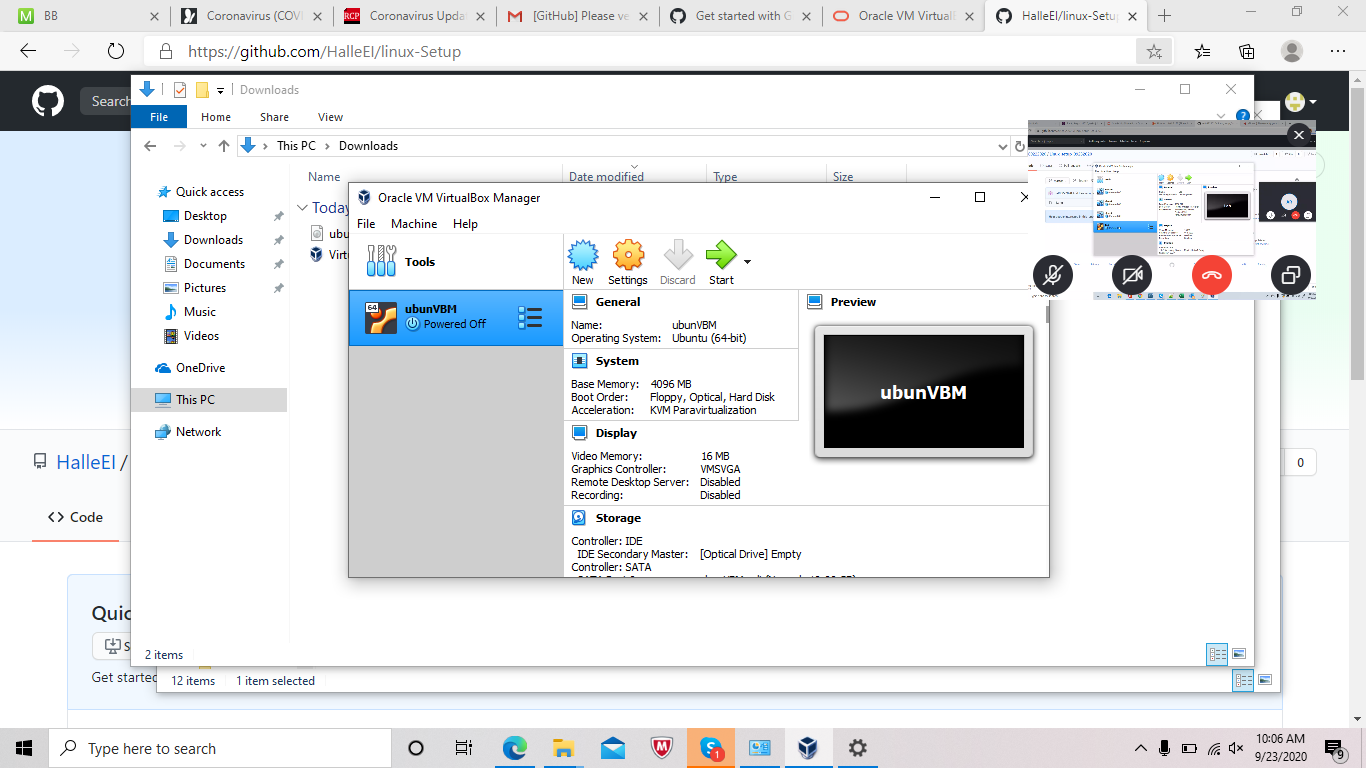 BB
Coronavirus (COV
Coronavirus Upda
[GitHub] Please ve
Get started with G
Oracle VM VirtualB
HalleEI/linux-Setu
https://github.com/HalleEI/linux-Setup
Search
Downloads
File Home Share View
This PC Downloads
Name Date modified Type Size
Quick access
Desktop
Downloads
Documents
Pictures
Music
Videos
OneDrive
This PC
Network
Today
ubu
Virt
2 items
12 items 1 item selected
Oracle VM VirtualBox Manager
File Machine Help
Tools
New Settings Discard Start
64
ubunVBM
Powered Off
General
Name: ubunVBM
Operating System: Ubuntu (64-bit)
System
Base Memory: 4096 MB
Boot Order: Floppy, Optical, Hard Disk
Acceleration: KVM Paravirtualization
Display
Video Memory: 16 MB
Graphics Controller: VMSVGA
Remote Desktop Server: Disabled
Recording: Disabled
Storage
Controller: IDE
IDE Secondary Master: [Optical Drive] Empty
Controller: SATA
Preview
ubunVBM
HalleEI /
0
Code
Quic
S
Get started
Type here to search
1
10:06 AM
9/23/2020
9